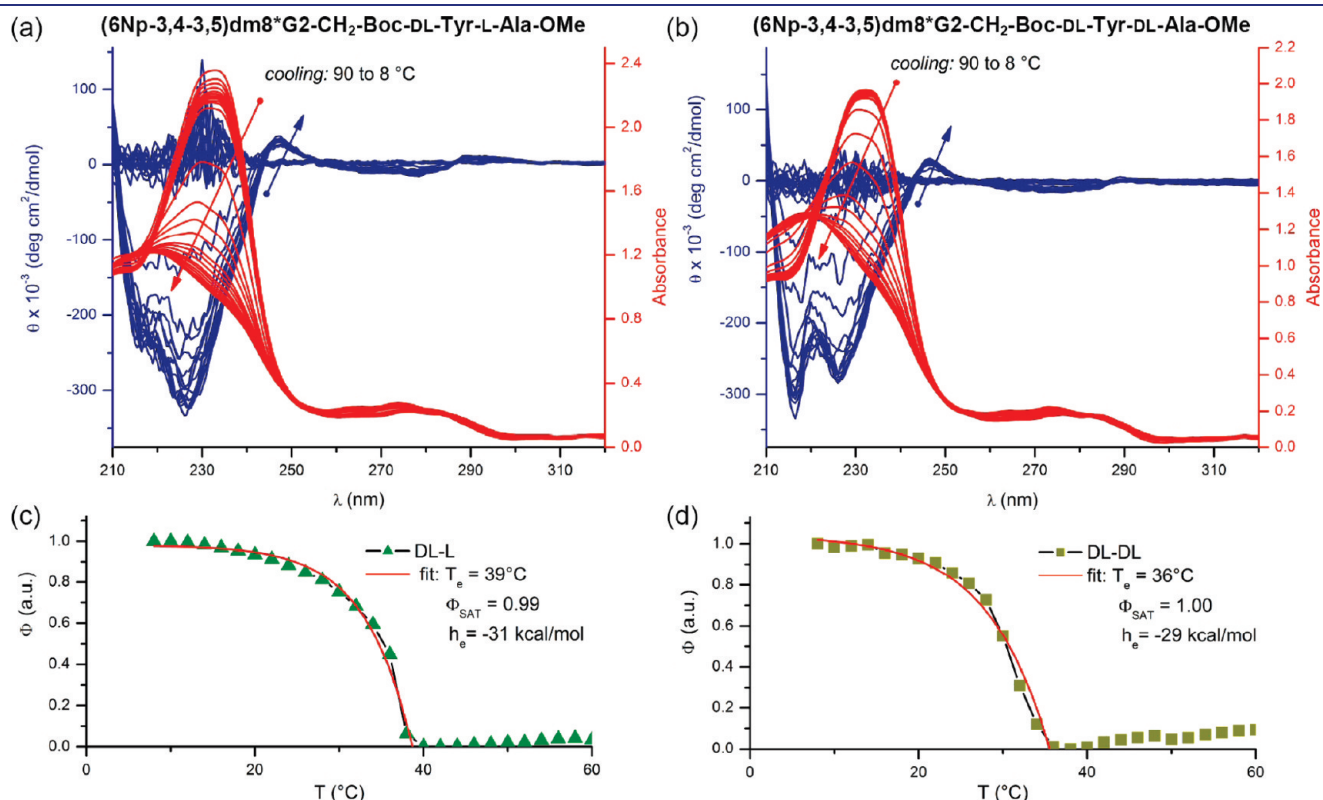 (a) (6Np-3,4-3,5)dm8*G2-CH₂-Boc-DL-Tyr-L-Ala-OMe
cooling: 90 to 8 °C
θ x 10⁻³ (deg cm²/dmol)
100
0
-100
-200
-300
2.4
2.0
1.6
1.2
0.8
0.4
0.0
Absorbance
210 230 250 270 290 310
λ (nm)
(b) (6Np-3,4-3,5)dm8*G2-CH₂-Boc-DL-Tyr-DL-Ala-OMe
cooling: 90 to 8 °C
θ x 10⁻³ (deg cm²/dmol)
100
0
-100
-200
-300
2.2
2.0
1.8
1.6
1.4
1.2
1.0
0.8
0.6
0.4
0.2
0.0
Absorbance
210 230 250 270 290 310
λ (nm)
(c)
Φ (a.u.)
1.0
0.8
0.6
0.4
0.2
0.0
DL-L
fit: Tₑ = 39°C
Φ_SAT = 0.99
hₑ= -31 kcal/mol
0 20 40 60
T (°C)
(d)
Φ (a.u.)
1.0
0.8
0.6
0.4
0.2
0.0
DL-DL
fit: Tₑ = 36°C
Φ_SAT = 1.00
hₑ= -29 kcal/mol
0 20 40 60
T (°C)